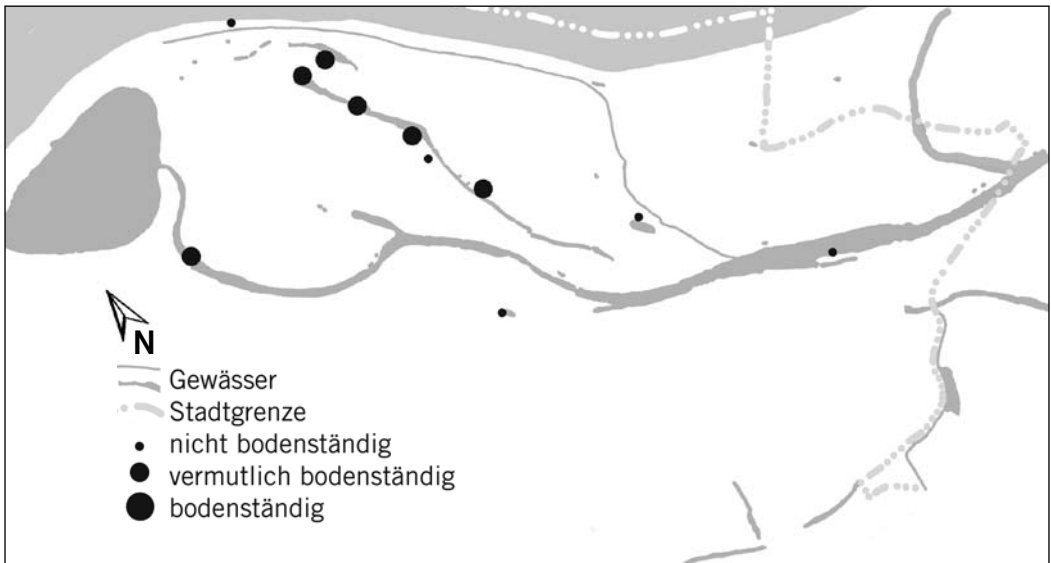 N
Gewässer
Stadtgrenze
nicht bodenständig
vermutlich bodenständig
bodenständig